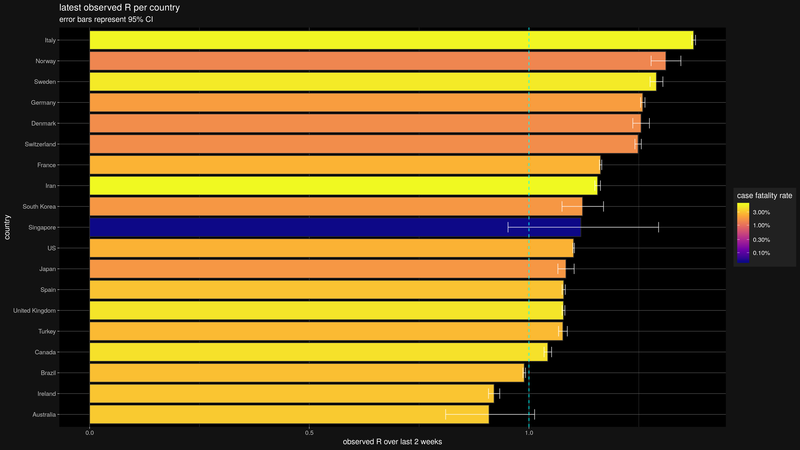 latest observed R per country
error bars represent 95% CI
country
Italy
Norway
Sweden
Germany
Denmark
Switzerland
France
Iran
South Korea
Singapore
US
Japan
Spain
United Kingdom
Turkey
Canada
Brazil
Ireland
Australia
0.0 0.5 1.0
observed R over last 2 weeks
case fatality rate
3.00%
1.00%
0.30%
0.10%